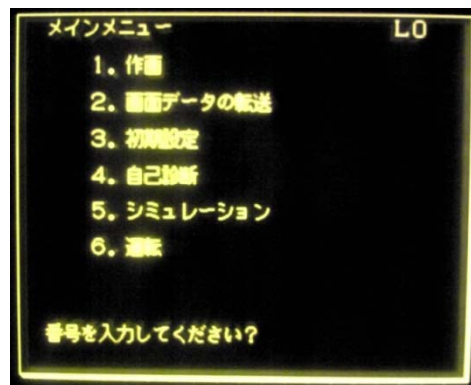 メインメニュー LO
1. 作画
2. 画面データの転送
3. 初期設定
4. 自己診断
5. シミュレーション
6. 運転
番号を入力してください?